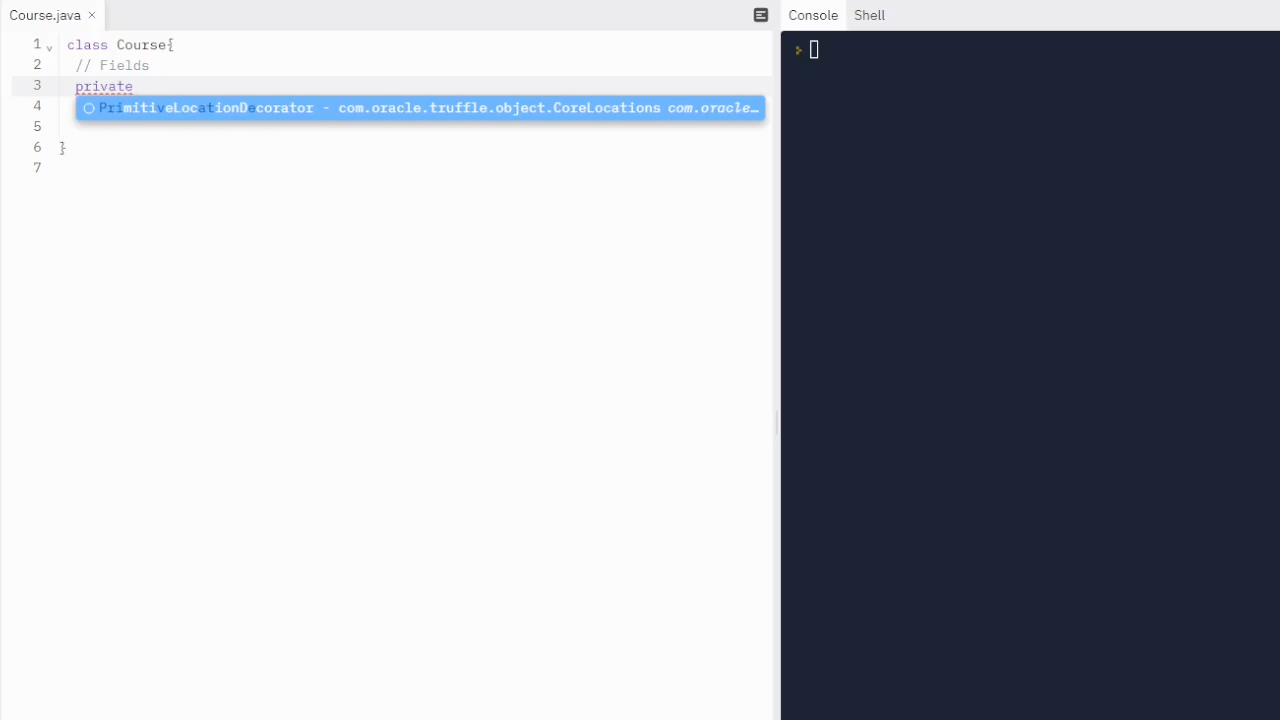 Course.java ×
Console Shell
1 class Course{
2 // Fields
3 private
PrimitiveLocationDecorator - com.oracle.truffle.object.CoreLocations com.oracle…
4
5
6 }
7